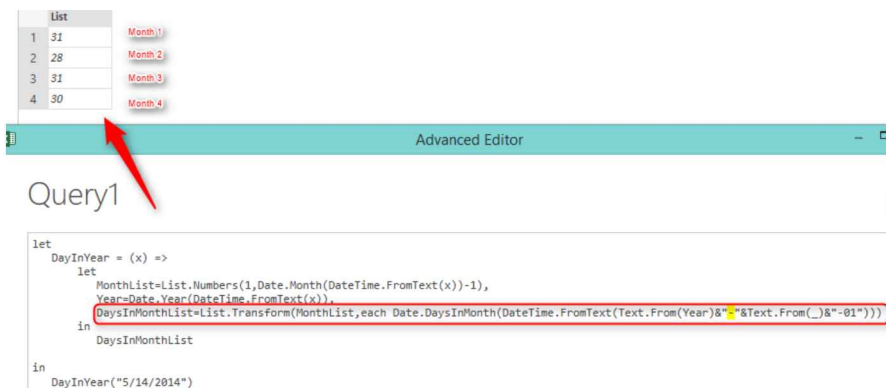 List
1 31 Month 1
2 28 Month 2
3 31 Month 3
4 30 Month 4
Advanced Editor
Query1
let
DayInYear = (x) =>
let
MonthList=List.Numbers(1,Date.Month(DateTime.FromText(x))-1),
Year=Date.Year(DateTime.FromText(x)),
DaysInMonthList=List.Transform(MonthList,each Date.DaysInMonth(DateTime.FromText(Text.From(Year)&"-"&Text.From(_)&"-01")))
in
DaysInMonthList
in
DayInYear("5/14/2014")